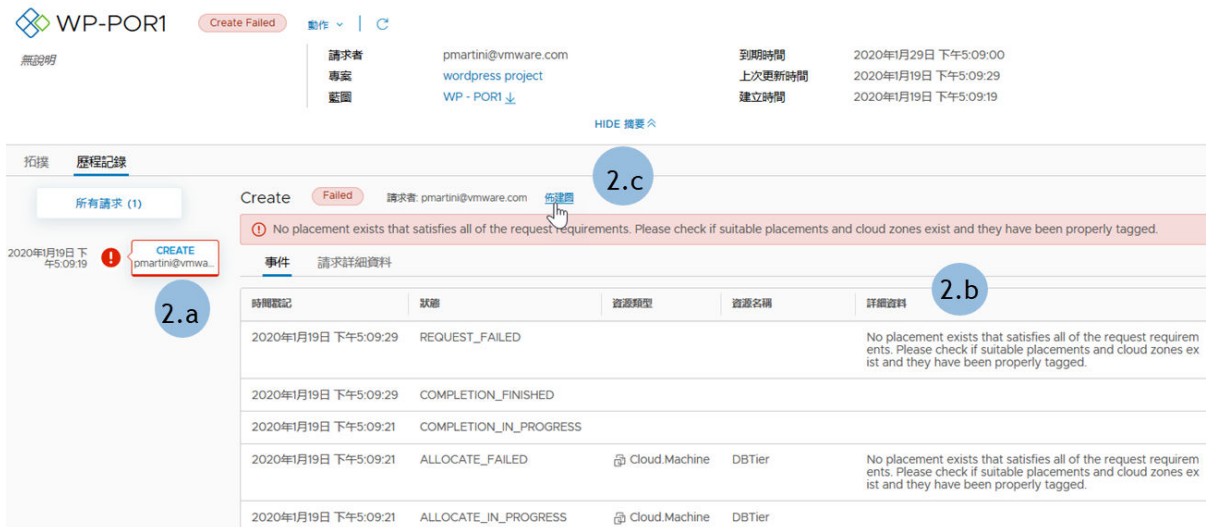 WP-POR1 Create Failed 動作
無說明
請求者 pmartini@vmware.com 到期時間 2020年1月29日 下午5:09:00
專案 wordpress project 上次更新時間 2020年1月19日 下午5:09:29
藍圖 WP - POR1 建立時間 2020年1月19日 下午5:09:19
HIDE 摘要
拓撲 歷程記錄
2.c
所有請求 (1)
Create Failed 請求者: pmartini@vmware.com 佈建圖
No placement exists that satisfies all of the request requirements. Please check if suitable placements and cloud zones exist and they have been properly tagged.
2020年1月19日 下
午5:09:19
CREATE
pmartini@vmwa...
事件 請求詳細資料
2.a
2.b
時間戳記 狀態 資源類型 資源名稱 詳細資料
2020年1月19日 下午5:09:29 REQUEST_FAILED No placement exists that satisfies all of the request requirem
ents. Please check if suitable placements and cloud zones ex
ist and they have been properly tagged.
2020年1月19日 下午5:09:29 COMPLETION_FINISHED
2020年1月19日 下午5:09:21 COMPLETION_IN_PROGRESS
2020年1月19日 下午5:09:21 ALLOCATE_FAILED Cloud.Machine DBTier No placement exists that satisfies all of the request requirem
ents. Please check if suitable placements and cloud zones ex
ist and they have been properly tagged.
2020年1月19日 下午5:09:21 ALLOCATE_IN_PROGRESS Cloud.Machine DBTier